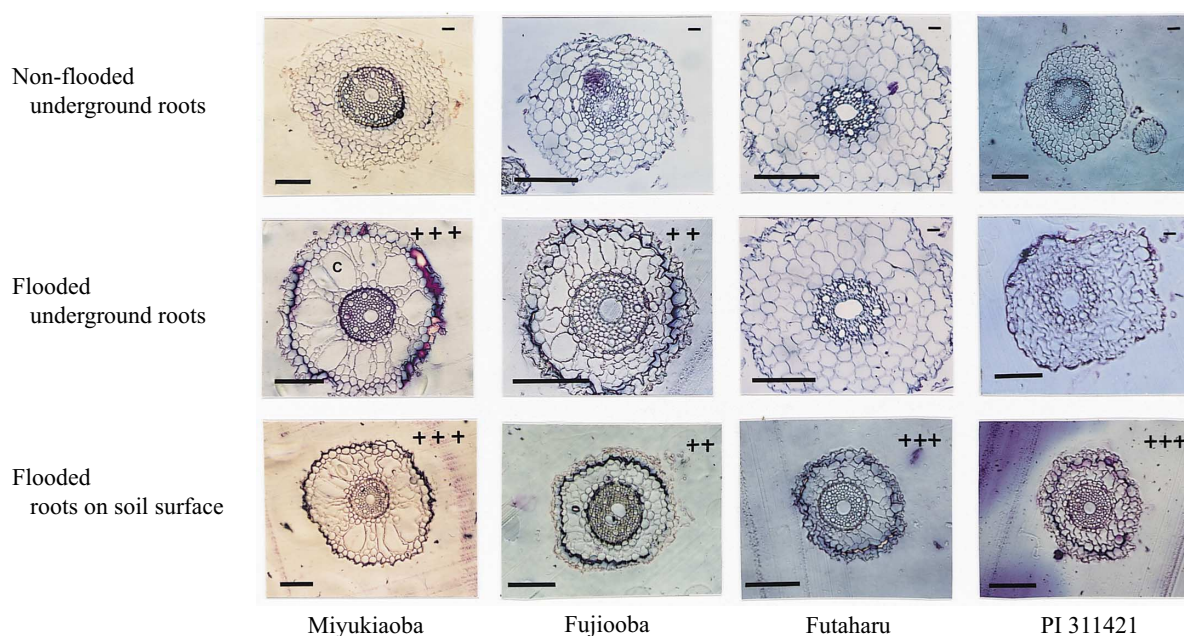 Non-flooded
underground roots
- - - -
Flooded
underground roots
+ + + + + - -
C
Flooded
roots on soil surface
+ + + ++ +++ +++
Miyukiaoba Fujiooba Futaharu PI 311421